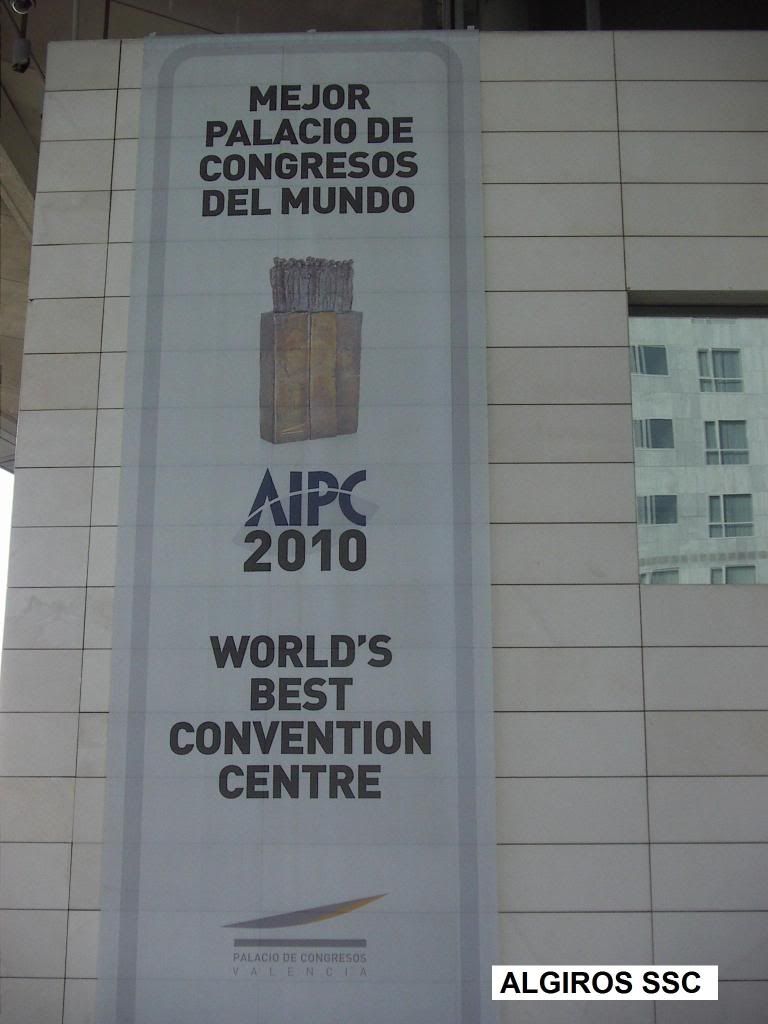 MEJOR
PALACIO DE
CONGRESOS
DEL MUNDO
AIPC
2010
WORLD'S
BEST
CONVENTION
CENTRE
PALACIO DE CONGRESOS
VALENCIA
ALGIROS SSC